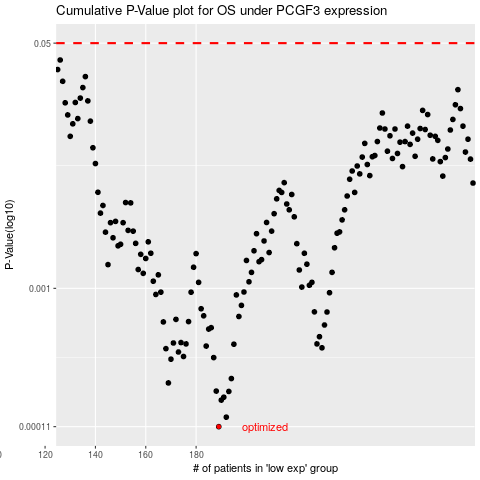 Cumulative P-Value plot for OS under PCGF3 expression
P-Value(log10)
0.05
0.001
0.00011
optimized
0
120
140
160
180
# of patients in 'low exp' group